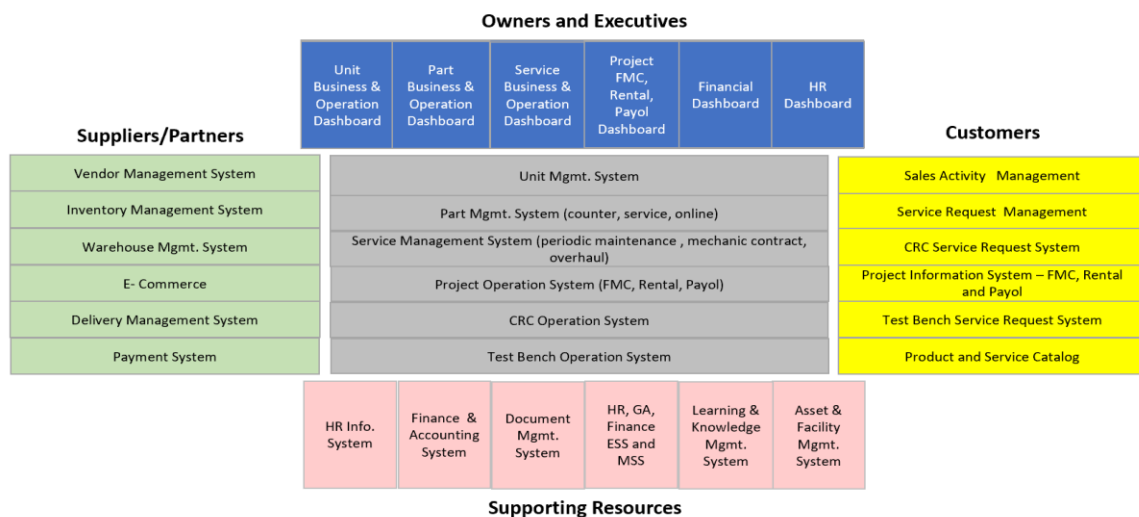 Owners and Executives
Unit
Business &
Operation
Dashboard
Part
Business &
Operation
Dashboard
Service
Business &
Operation
Dashboard
Project
FMC,
Rental,
Payol
Dashboard
Financial
Dashboard
HR
Dashboard
Suppliers/Partners
Vendor Management System
Inventory Management System
Warehouse Mgmt. System
E- Commerce
Delivery Management System
Payment System
Unit Mgmt. System
Part Mgmt. System (counter, service, online)
Service Management System (periodic maintenance , mechanic contract,
overhaul)
Project Operation System (FMC, Rental, Payol)
CRC Operation System
Test Bench Operation System
Customers
Sales Activity Management
Service Request Management
CRC Service Request System
Project Information System – FMC, Rental
and Payol
Test Bench Service Request System
Product and Service Catalog
HR Info.
System
Finance &
Accounting
System
Document
Mgmt.
System
HR, GA,
Finance
ESS and
MSS
Learning &
Knowledge
Mgmt.
System
Asset &
Facility
Mgmt.
System
Supporting Resources